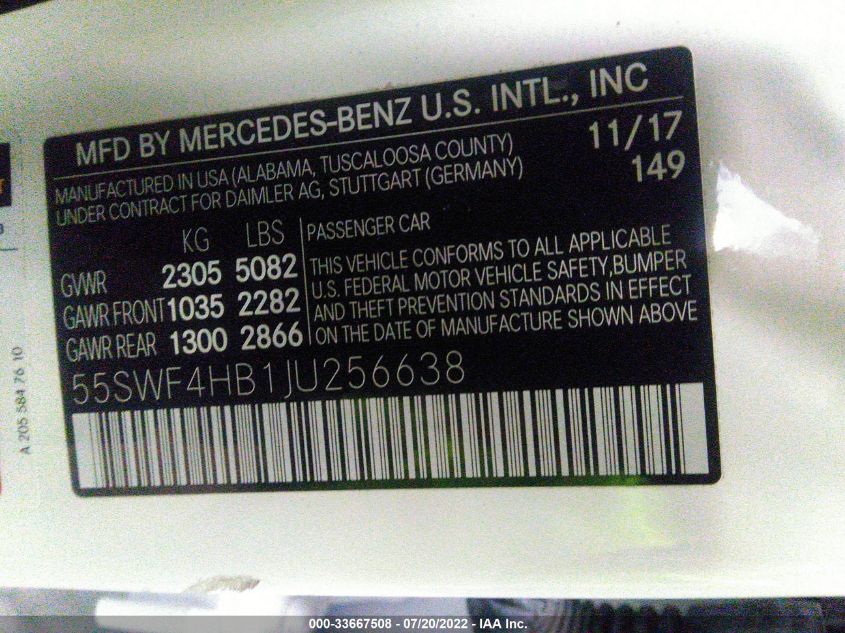 MFD BY MERCEDES-BENZ U.S. INTL., INC
MANUFACTURED IN USA (ALABAMA, TUSCALOOSA COUNTY) 11/17
UNDER CONTRACT FOR DAIMLER AG, STUTTGART (GERMANY) 149
KG LBS
GVWR 2305 5082
GAWR FRONT 1035 2282
GAWR REAR 1300 2866
PASSENGER CAR
THIS VEHICLE CONFORMS TO ALL APPLICABLE
U.S. FEDERAL MOTOR VEHICLE SAFETY, BUMPER
AND THEFT PREVENTION STANDARDS IN EFFECT
ON THE DATE OF MANUFACTURE SHOWN ABOVE
55SWF4HB1JU256638
A 205 584 76 10
000-33667508 - 07/20/2022 - IAA Inc.